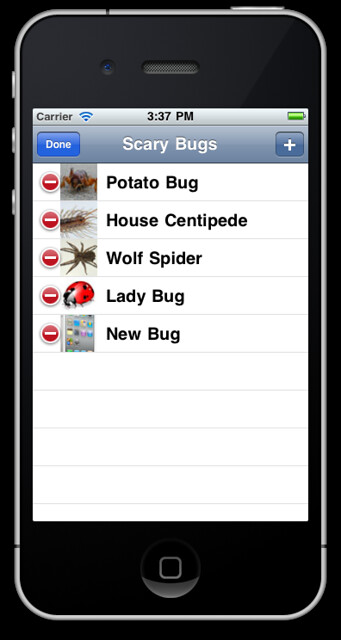 Carrier 3:37 PM
Done Scary Bugs +
Potato Bug
House Centipede
Wolf Spider
Lady Bug
New Bug